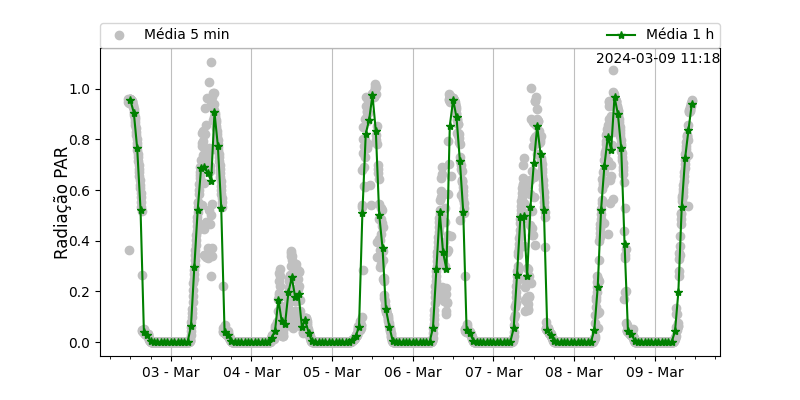 Média 5 min
Média 1 h
2024-03-09 11:18
Radiação PAR
1.0
0.8
0.6
0.4
0.2
0.0
03 - Mar
04 - Mar
05 - Mar
06 - Mar
07 - Mar
08 - Mar
09 - Mar